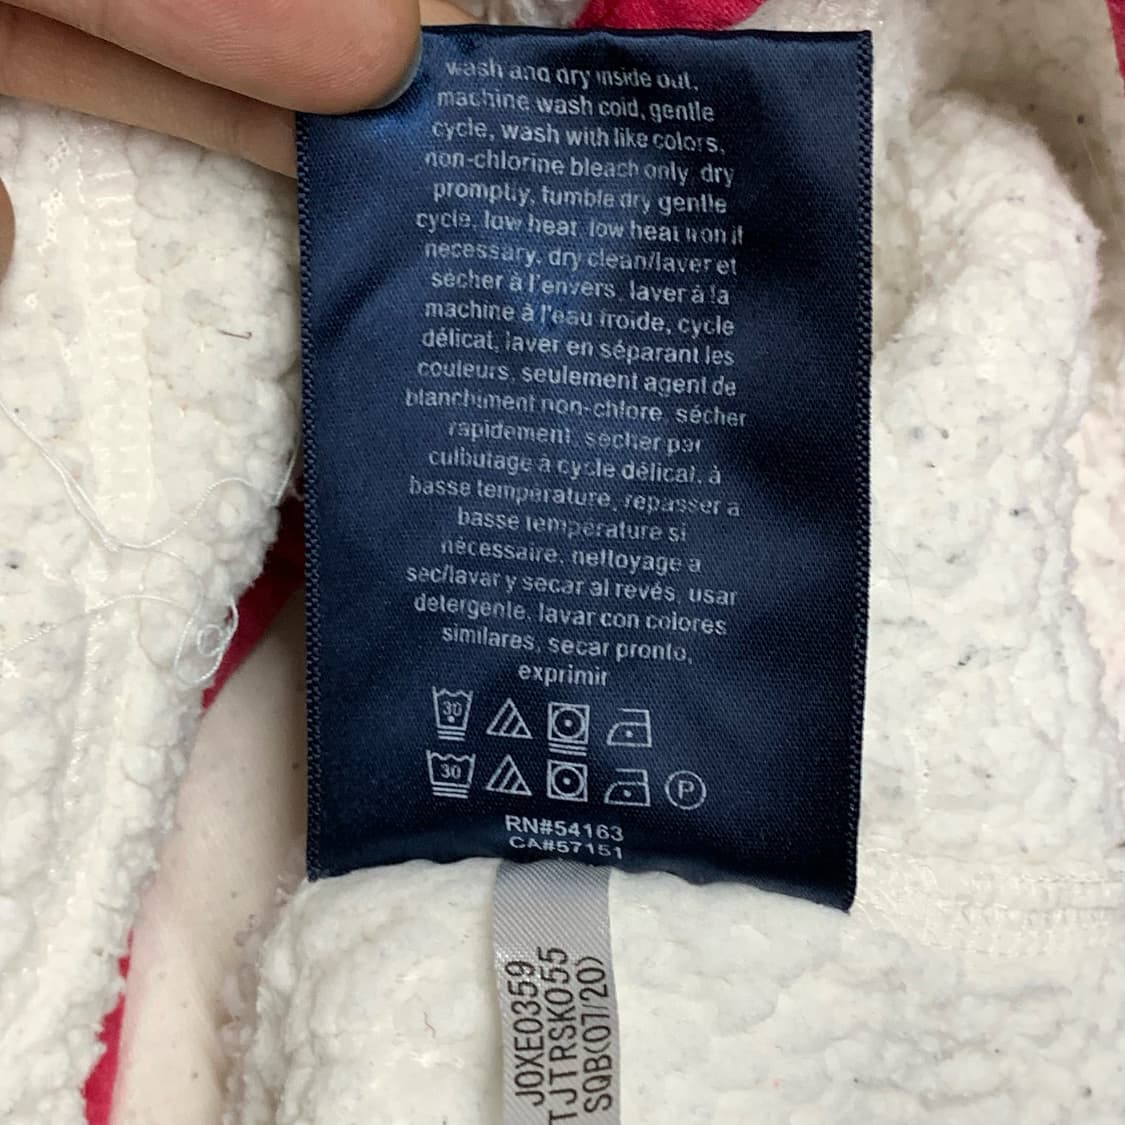 wash and dry inside out,
machine wash cold, gentle
cycle, wash with like colors,
non-chlorine bleach only, dry
promptly, tumble dry gentle
cycle, low heat, low heat iron if
necessary, dry clean/laver et
sécher à l'envers, laver à la
machine à l'eau froide, cycle
délicat, laver en séparant les
couleurs, seulement agent de
blanchiment non-chlore, sécher
rapidement, sécher par
culbutage à cycle délicat, à
basse température, repasser à
basse température si
nécessaire, nettoyage a
sec/lavar y secar al revés, usar
detergente, lavar con colores
similares, secar pronto,
exprimir
30
30
P
RN#54163
CA#57151
JOXE0359
TJTRSK055
SQB(07/20)